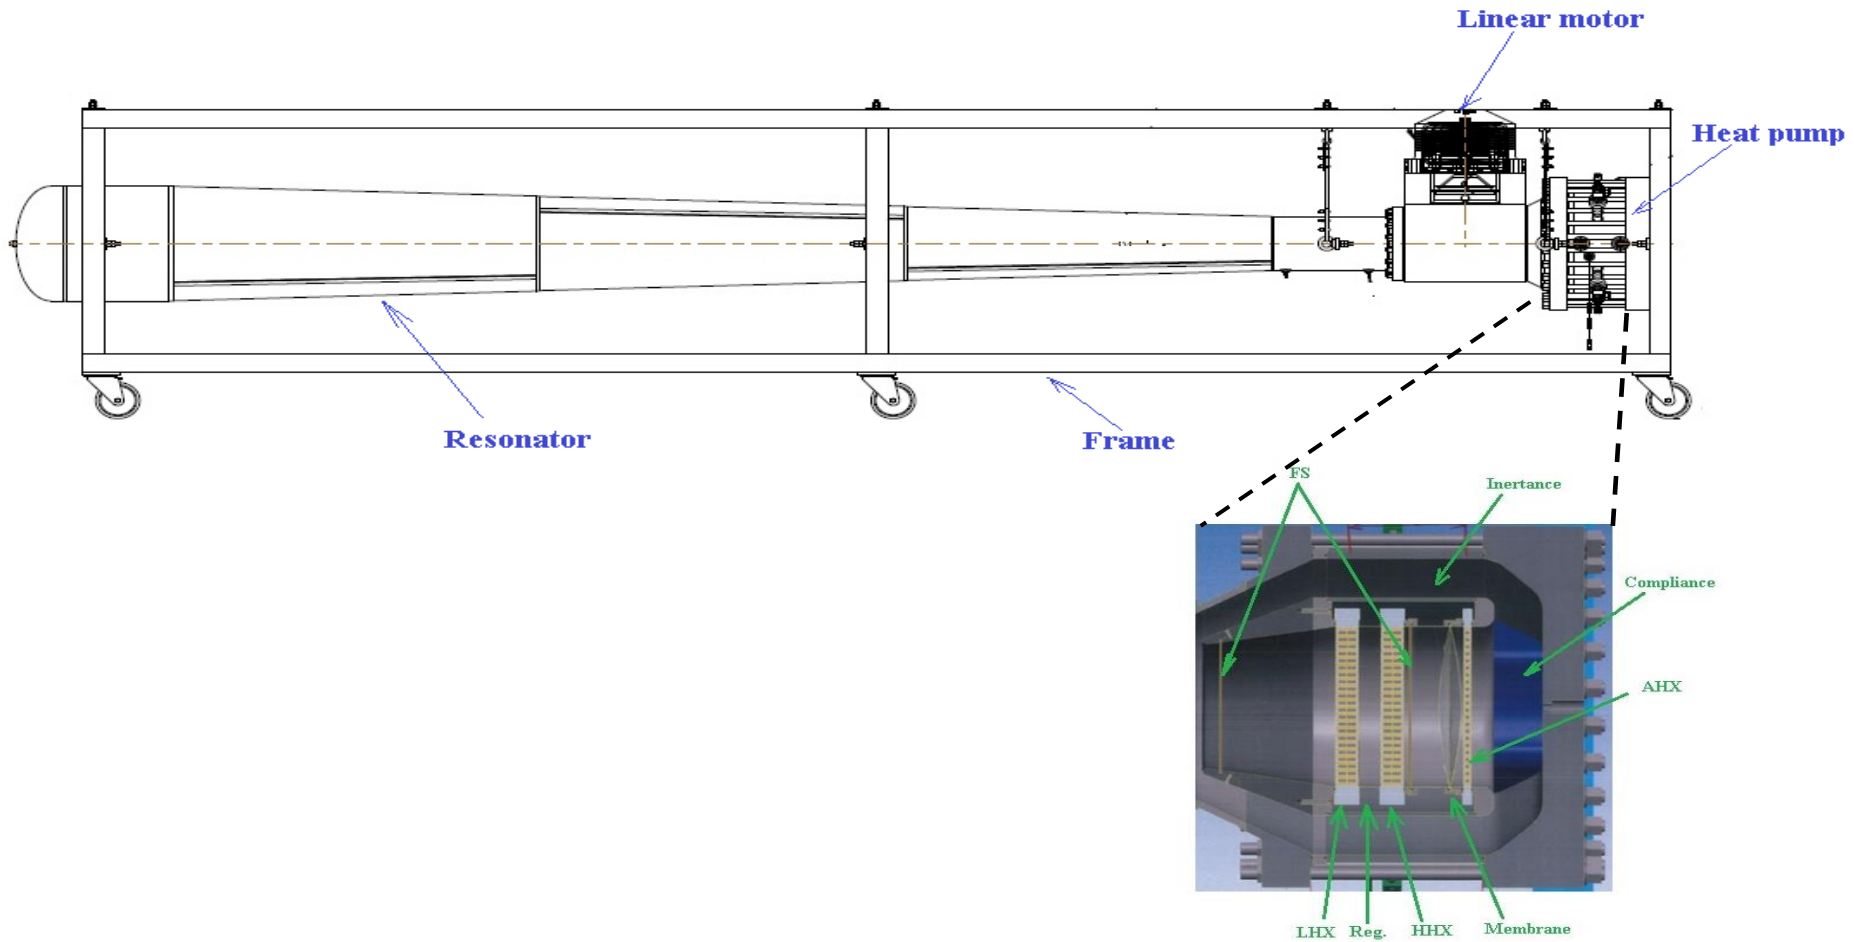 Linear motor
Heat pump
Resonator
Frame
FS
Inertance
Compliance
AHX
LHX
Reg.
HHX
Membrane